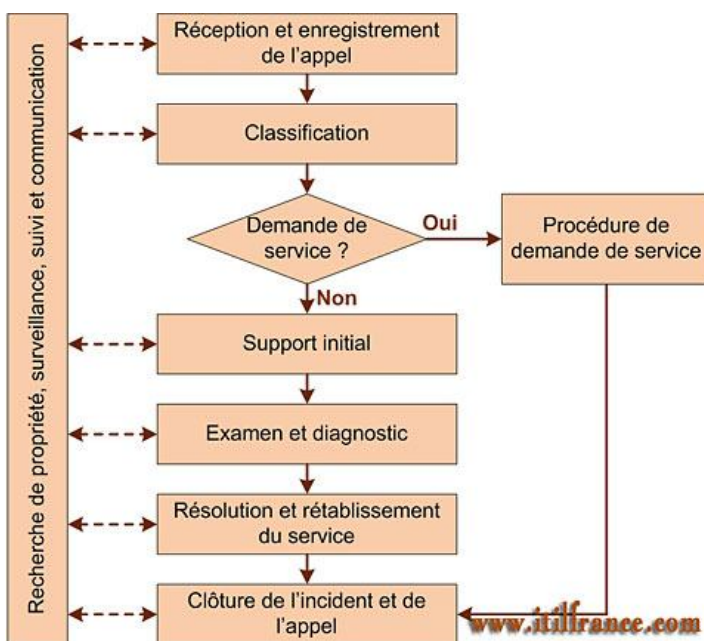 Recherche de propriété, surveillance, suivi et communication
Réception et enregistrement
de l'appel
Classification
Demande de
service ?
Oui
Procédure de
demande de service
Non
Support initial
Examen et diagnostic
Résolution et rétablissement
du service
Clôture de l'incident et de
l'appel
www.itilfrance.com